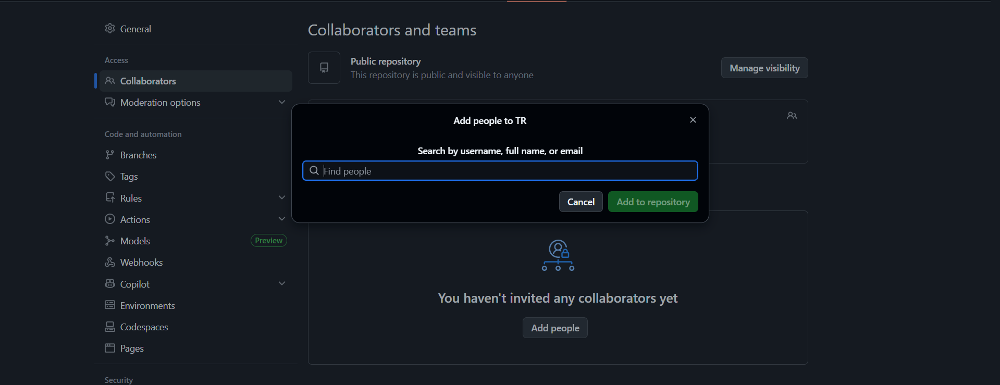 General
Access
Collaborators
Moderation options
Code and automation
Branches
Tags
Rules
Actions
Models
Preview
Webhooks
Copilot
Environments
Codespaces
Pages
Security
Collaborators and teams
Public repository
This repository is public and visible to anyone
Manage visibility
Add people to TR
Search by username, full name, or email
Find people
Cancel
Add to repository
You haven't invited any collaborators yet
Add people